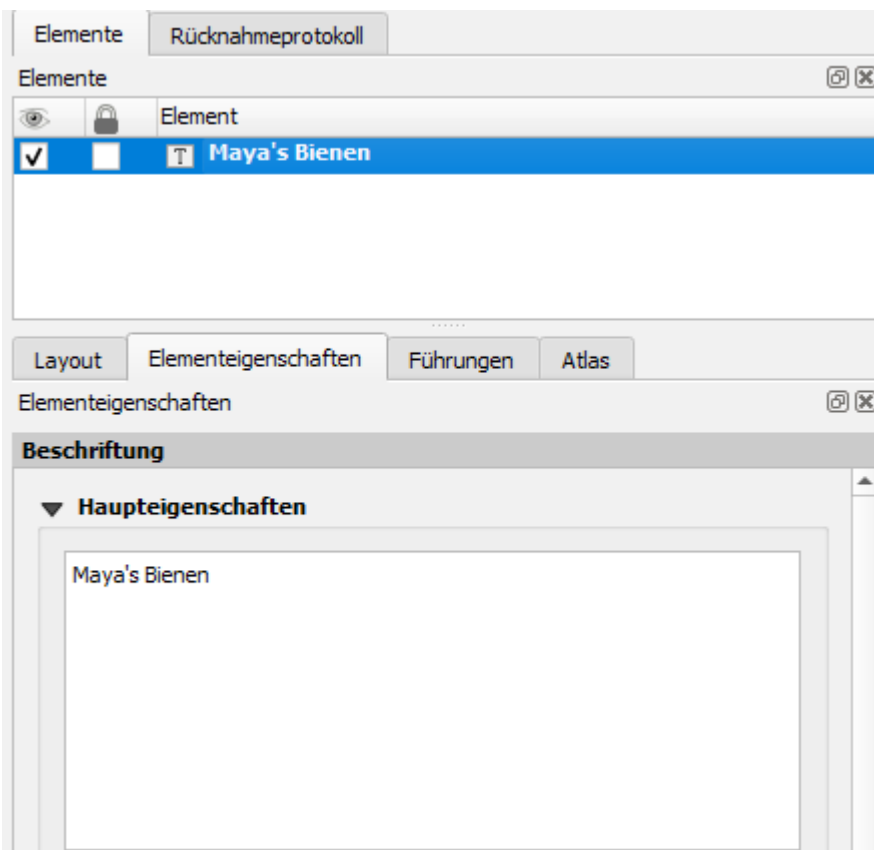 Elemente Rücknahmeprotokoll
Elemente
Element
T Maya's Bienen
Layout Elementeigenschaften Führungen Atlas
Elementeigenschaften
Beschriftung
Haupteigenschaften
Maya's Bienen